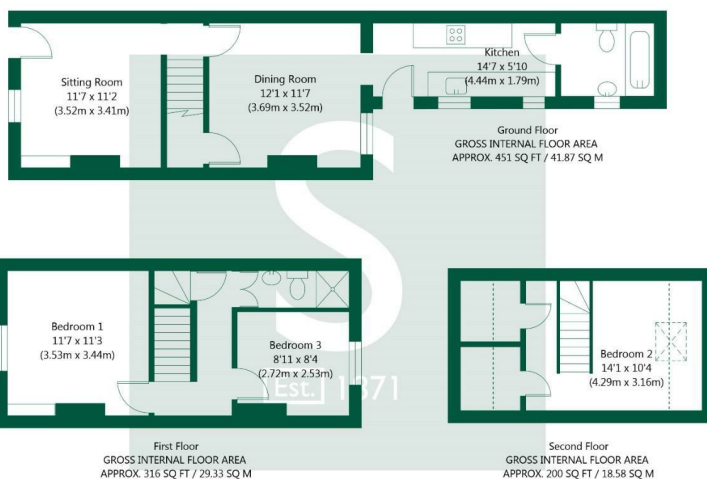 Sitting Room
11'7 x 11'2
(3.52m x 3.41m)
Dining Room
12'1 x 11'7
(3.69m x 3.52m)
Kitchen
14'7 x 5'10
(4.44m x 1.79m)
Ground Floor
GROSS INTERNAL FLOOR AREA
APPROX. 451 SQ FT / 41.87 SQ M
S
Est. 1871
Bedroom 1
11'7 x 11'3
(3.53m x 3.44m)
Bedroom 3
8'11 x 8'4
(2.72m x 2.53m)
First Floor
GROSS INTERNAL FLOOR AREA
APPROX. 316 SQ FT / 29.33 SQ M
Bedroom 2
14'1 x 10'4
(4.29m x 3.16m)
Second Floor
GROSS INTERNAL FLOOR AREA
APPROX. 200 SQ FT / 18.58 SQ M